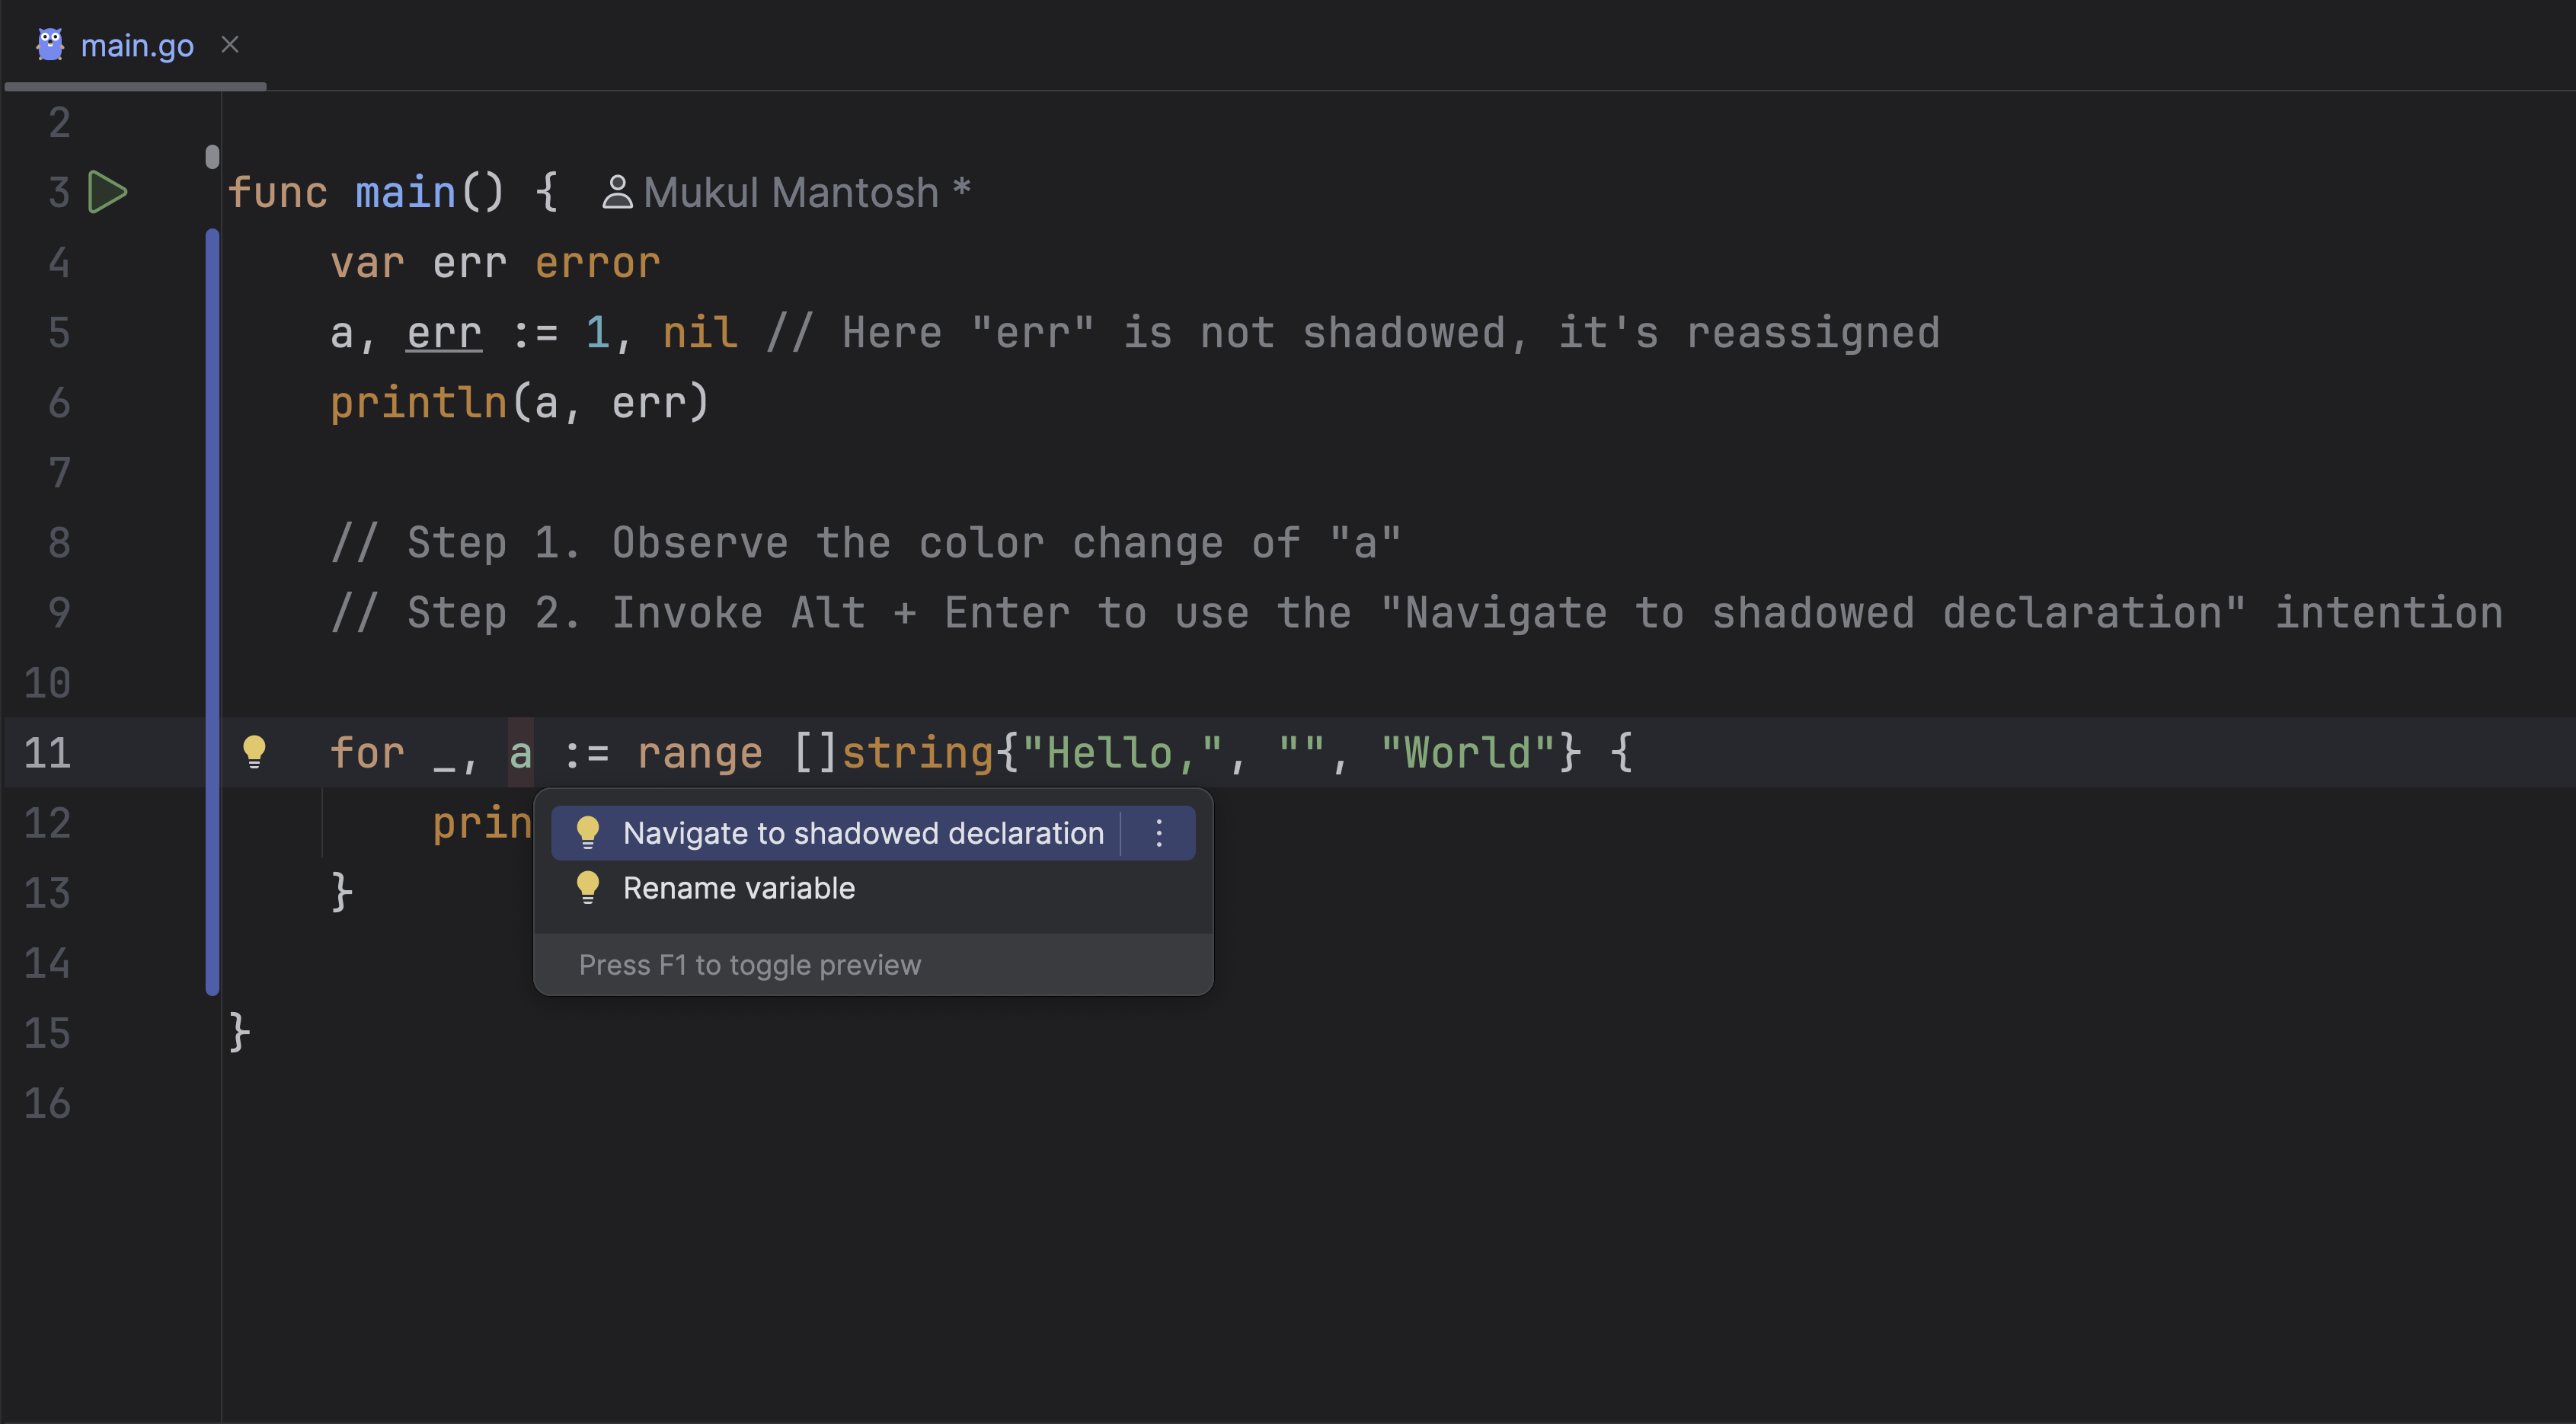 main.go
2
3 func main() { Mukul Mantosh *
4 var err error
5 a, err := 1, nil // Here "err" is not shadowed, it's reassigned
6 println(a, err)
7
8 // Step 1. Observe the color change of "a"
9 // Step 2. Invoke Alt + Enter to use the "Navigate to shadowed declaration" intention
10
11 for _, a := range []string{"Hello,", "", "World"} {
12 prin
Navigate to shadowed declaration
Rename variable
Press F1 to toggle preview
13 }
14
15 }
16